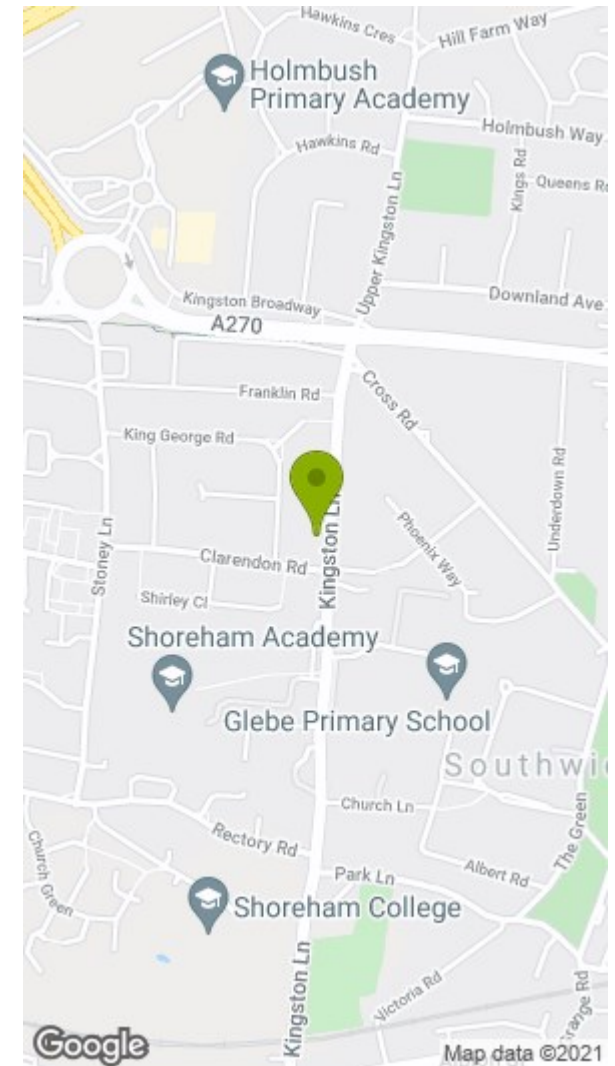 Hawkins Cres
Hill Farm Way
Holmbush
Primary Academy
Holmbush Way
Hawkins Rd
Kings Rd
Queens Rd
Upper Kingston Ln
Downland Ave
Kingston Broadway
A270
Franklin Rd
Cross Rd
King George Rd
Underdown Rd
Kingston Ln
Phoenix Way
Stoney Ln
Clarendon Rd
Shirley Cl
Shoreham Academy
Glebe Primary School
Southwi
Church Ln
The Green
Rectory Rd
Church Green
Park Ln
Albert Rd
Shoreham College
Kingston Ln
Victoria Rd
Grange Rd
Google
Map data ©2021